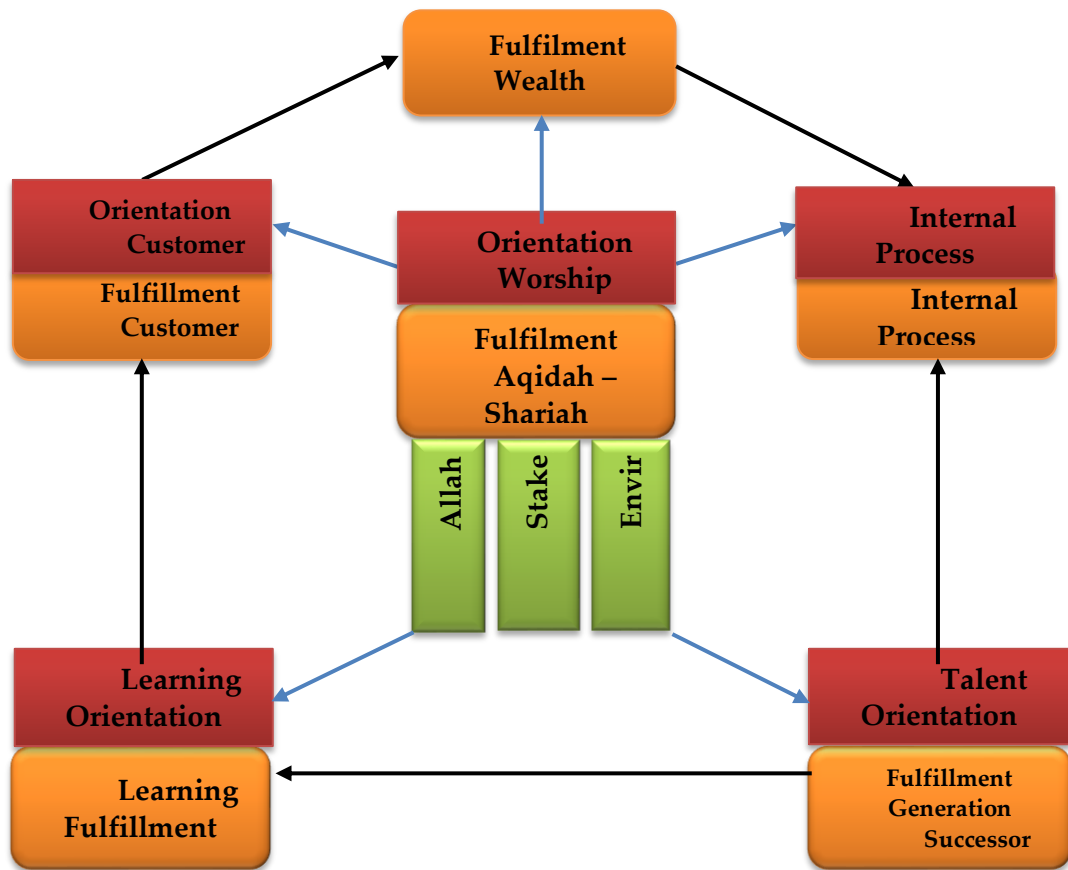 Fulfilment
Wealth
Orientation
Customer
Fulfillment
Customer
Orientation
Worship
Fulfilment
Aqidah –
Shariah
Internal
Process
Internal
Process
Allah
Stake
Envir
Learning
Orientation
Learning
Fulfillment
Talent
Orientation
Fulfillment
Generation
Successor